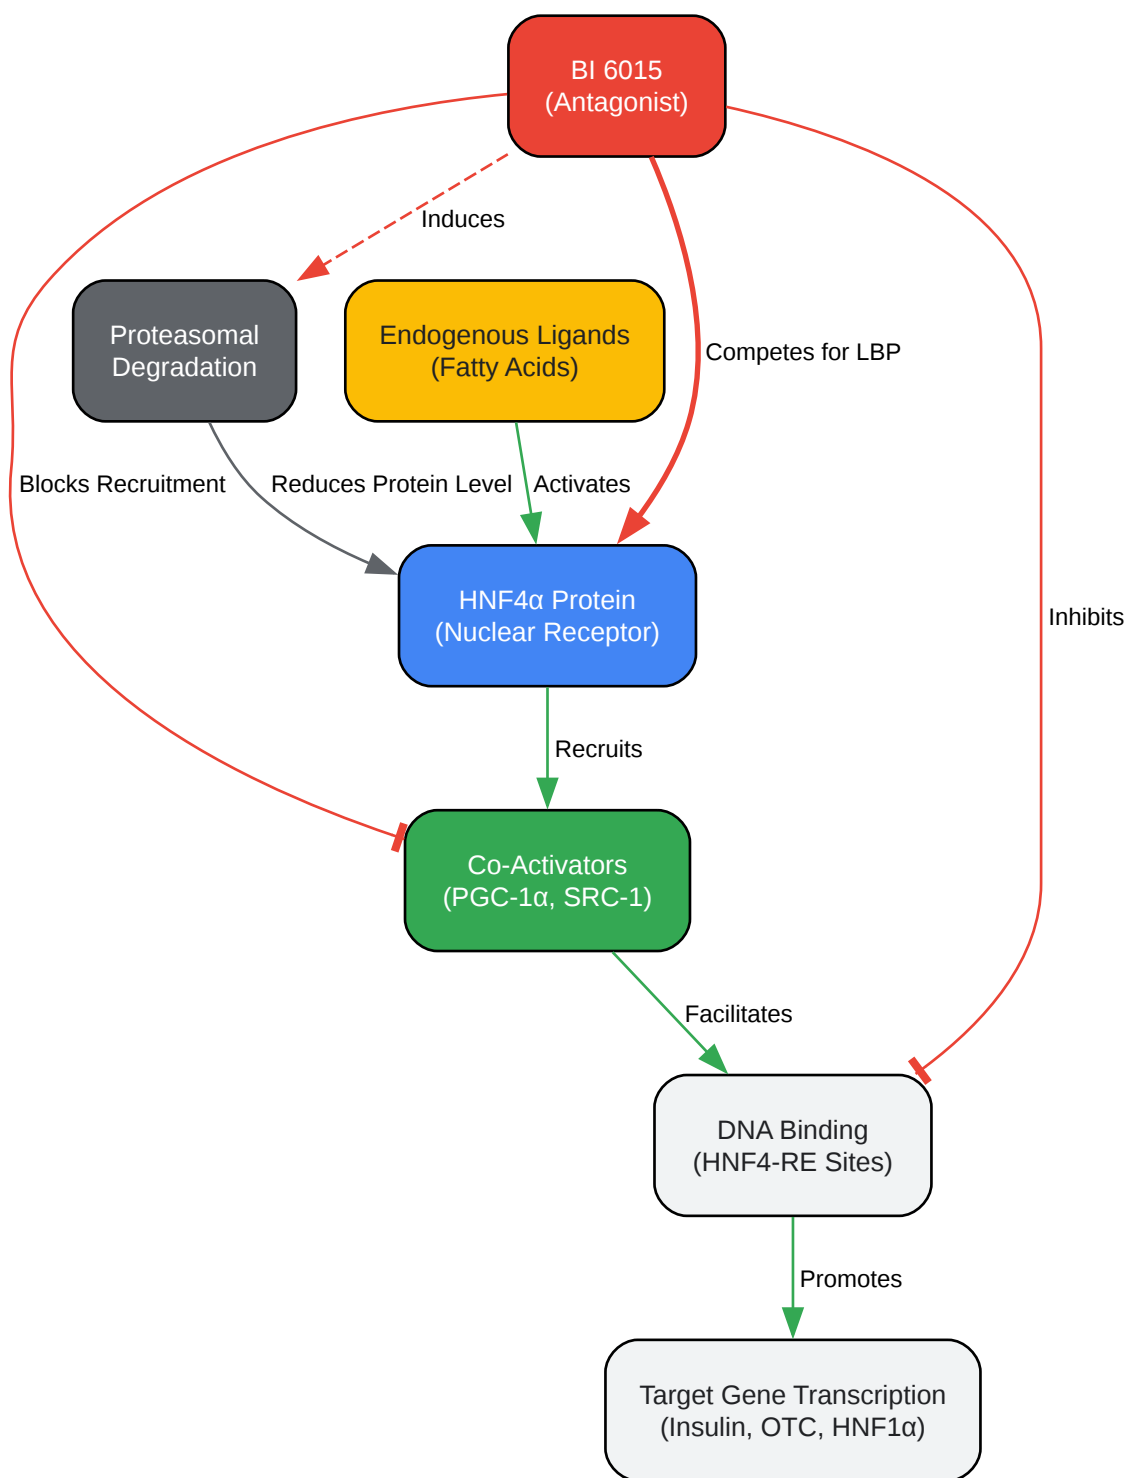 BI 6015
(Antagonist)
Induces
Proteasomal
Degradation
Endogenous Ligands
(Fatty Acids)
Competes for LBP
Blocks Recruitment
Reduces Protein Level
Activates
HNF4α Protein
(Nuclear Receptor)
Inhibits
Recruits
Co-Activators
(PGC-1α, SRC-1)
Facilitates
DNA Binding
(HNF4-RE Sites)
Promotes
Target Gene Transcription
(Insulin, OTC, HNF1α)